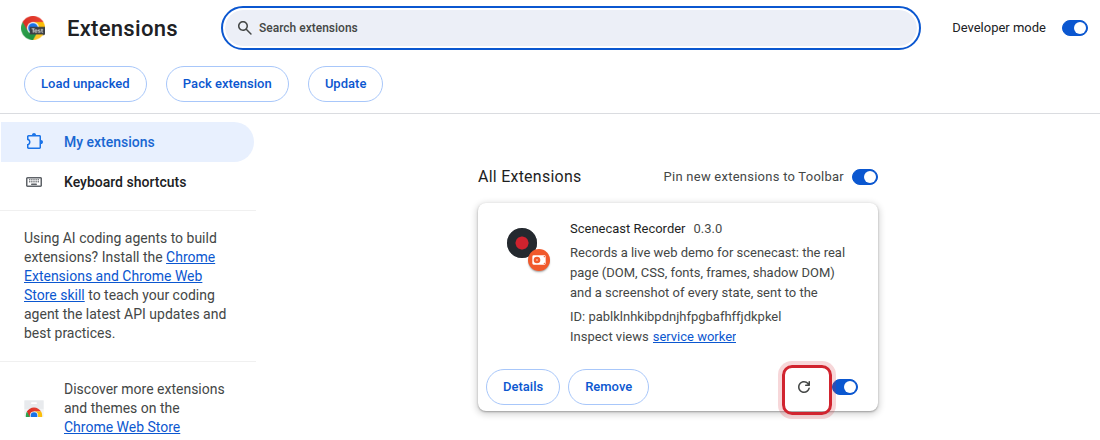 Test
Extensions
Search extensions
Developer mode
Load unpacked
Pack extension
Update
My extensions
Keyboard shortcuts
Using AI coding agents to build
extensions? Install the Chrome
Extensions and Chrome Web
Store skill to teach your coding
agent the latest API updates and
best practices.
Discover more extensions
and themes on the
Chrome Web Store
All Extensions
Pin new extensions to Toolbar
Scenecast Recorder 0.3.0
Records a live web demo for scenecast: the real
page (DOM, CSS, fonts, frames, shadow DOM)
and a screenshot of every state, sent to the
ID: pablklnhkibpdnjhfpgbafhffjdkpkel
Inspect views service worker
Details
Remove